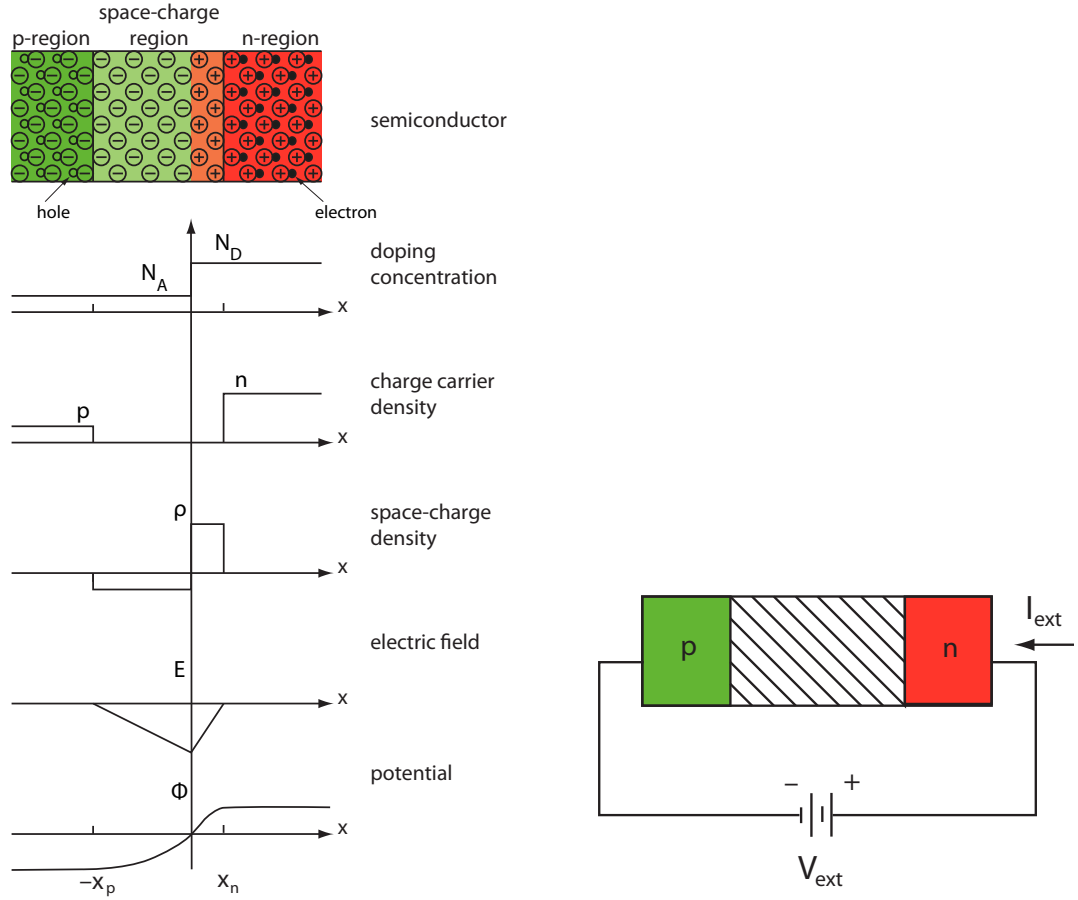 space-charge
p-region region n-region
semiconductor
hole
electron
N_D
N_A
x
doping
concentration
n
p
x
charge carrier
density
ρ
x
space-charge
density
E
x
electric field
Φ
x
potential
–x_p
x_n
p
n
I_ext
– +
V_ext